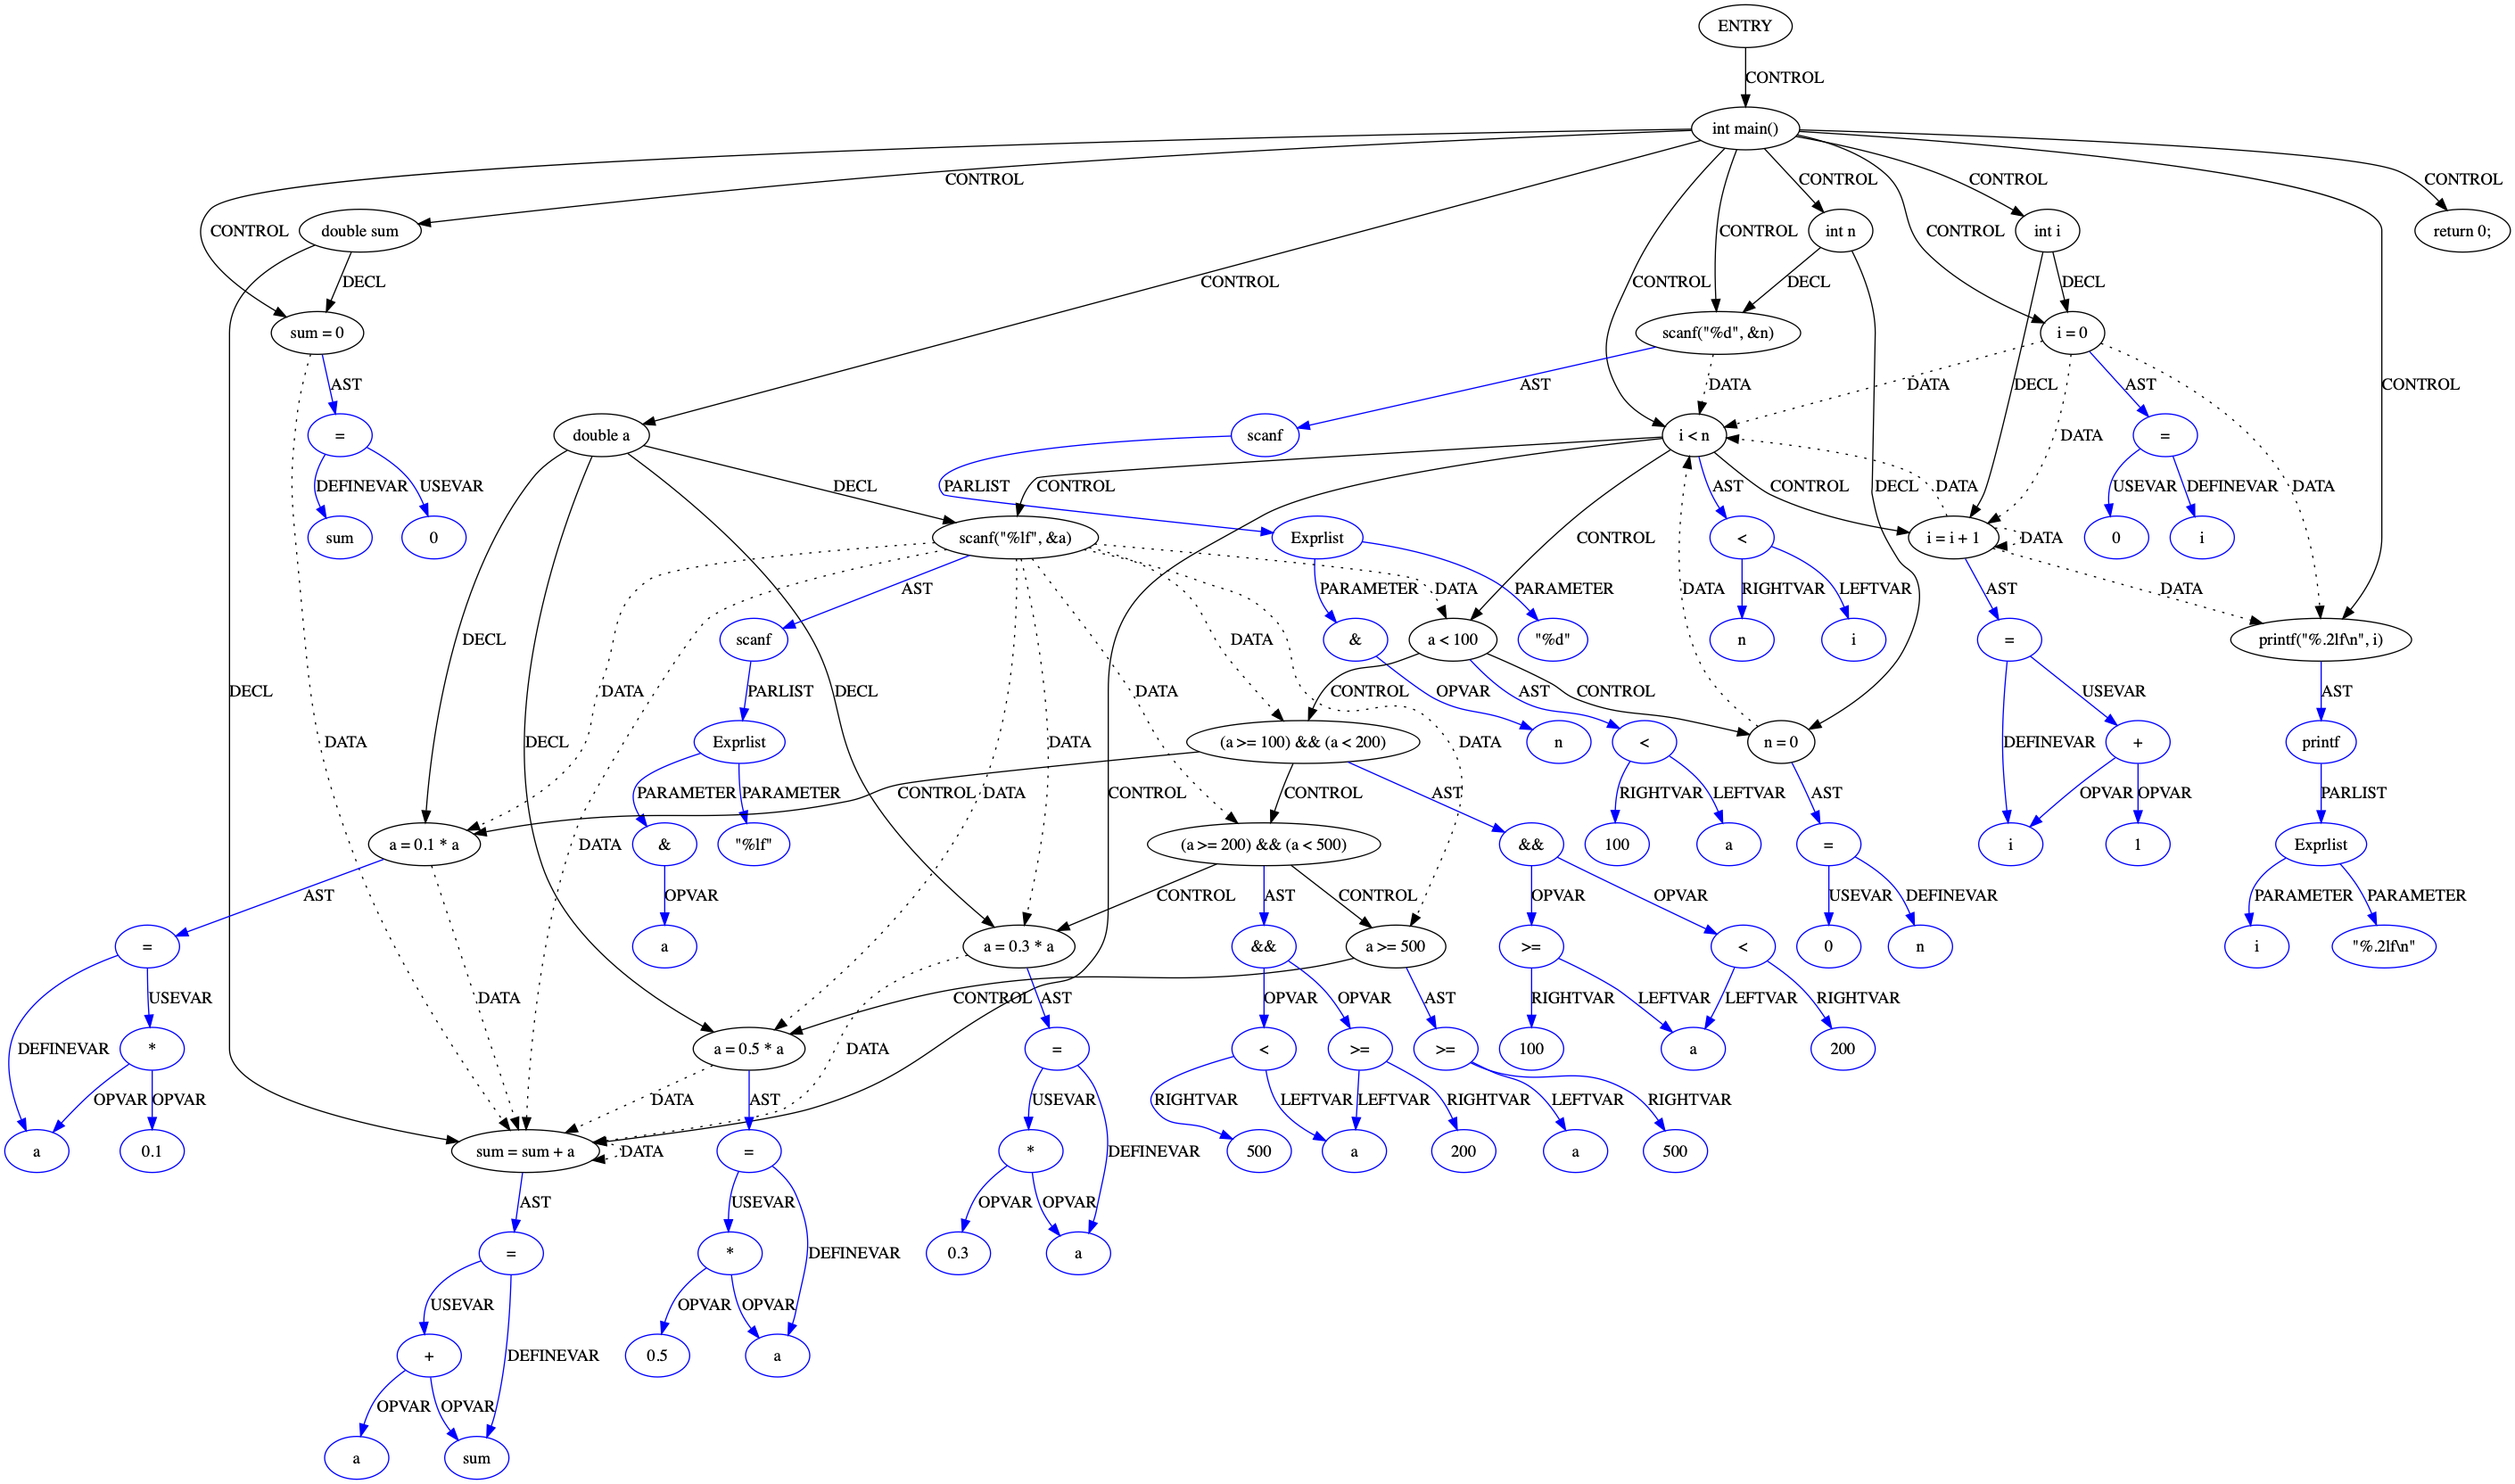 ENTRY
CONTROL
int main()
CONTROL CONTROL CONTROL CONTROL
CONTROL double sum CONTROL int n CONTROL int i return 0;
DECL CONTROL CONTROL DECL DECL
sum = 0 scanf("%d", &n) i = 0
AST AST DATA DATA DECL AST CONTROL
= double a scanf i < n DATA =
DEFINEVAR USEVAR DECL PARLIST CONTROL AST CONTROL DECL DATA USEVAR DEFINEVAR DATA
sum 0 scanf("%lf", &a) Exprlist CONTROL < i = i + 1 DATA 0 i
AST DATA PARAMETER PARAMETER RIGHTVAR LEFTVAR AST DATA
DECL scanf DATA & a < 100 "%d" n i DATA = printf("%.2lf\n", i)
DECL DATA PARLIST DECL DATA CONTROL OPVAR AST CONTROL USEVAR AST
DATA DECL Exprlist DATA (a >= 100) && (a < 200) DATA n < n = 0 DEFINEVAR + printf
PARAMETER PARAMETER DATA CONTROL CONTROL CONTROL AST RIGHTVAR LEFTVAR AST OPVAR OPVAR PARLIST
a = 0.1 * a DATA & "%lf" (a >= 200) && (a < 500) && 100 a = i 1 Exprlist
AST OPVAR CONTROL AST CONTROL OPVAR OPVAR USEVAR DEFINEVAR PARAMETER PARAMETER
= a a = 0.3 * a && a >= 500 >= < 0 n i "%.2lf\n"
USEVAR DATA CONTROL AST OPVAR OPVAR AST RIGHTVAR LEFTVAR LEFTVAR RIGHTVAR
DEFINEVAR * a = 0.5 * a DATA = < >= >= 100 a 200
OPVAR OPVAR DATA AST USEVAR RIGHTVAR LEFTVAR LEFTVAR RIGHTVAR LEFTVAR RIGHTVAR
a 0.1 sum = sum + a DATA = * DEFINEVAR 500 a 200 a 500
AST USEVAR OPVAR OPVAR
= * DEFINEVAR 0.3 a
USEVAR OPVAR OPVAR
+ DEFINEVAR 0.5 a
OPVAR OPVAR
a sum